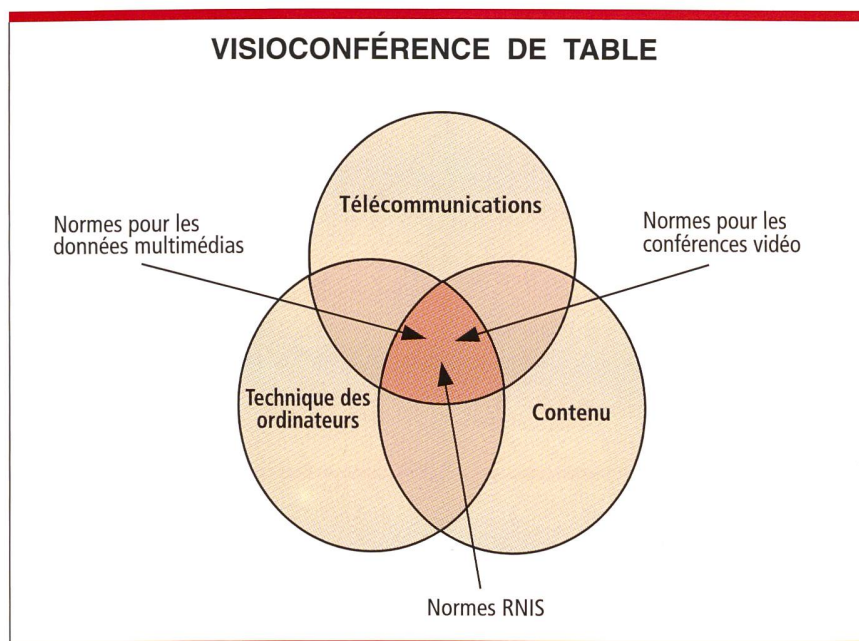 VISIOCONFÉRENCE DE TABLE
Télécommunications
Normes pour les
données multimédias
Normes pour les
conférences vidéo
Technique des
ordinateurs
Contenu
Normes RNIS